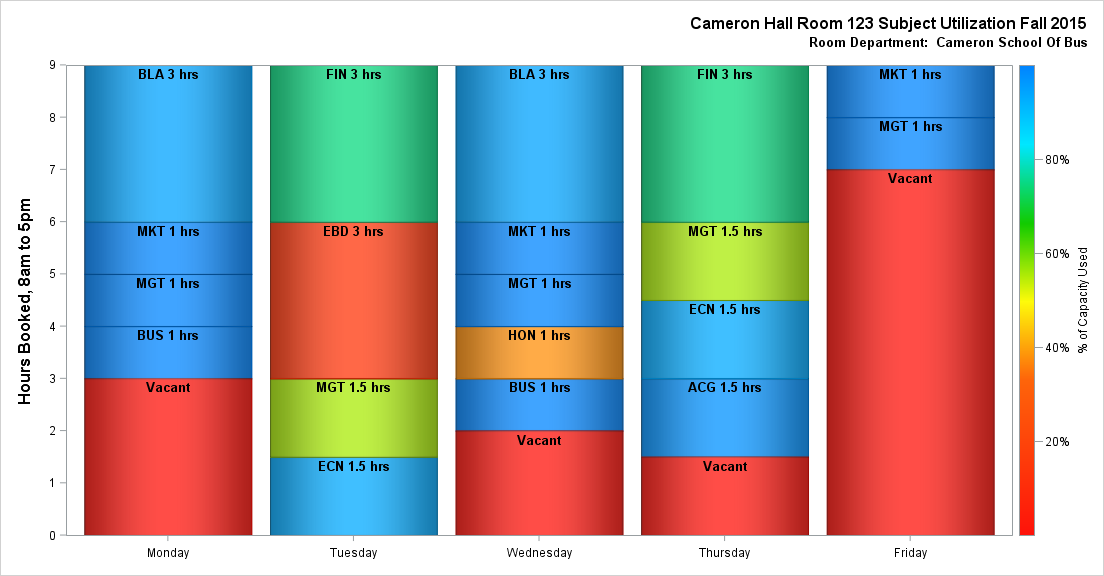 Cameron Hall Room 123 Subject Utilization Fall 2015
Room Department:  Cameron School Of Bus
Hours Booked, 8am to 5pm
9
8
7
6
5
4
3
2
1
0
BLA 3 hrs
MKT 1 hrs
MGT 1 hrs
BUS 1 hrs
Vacant
FIN 3 hrs
EBD 3 hrs
MGT 1.5 hrs
ECN 1.5 hrs
BLA 3 hrs
MKT 1 hrs
MGT 1 hrs
HON 1 hrs
BUS 1 hrs
Vacant
FIN 3 hrs
MGT 1.5 hrs
ECN 1.5 hrs
ACG 1.5 hrs
Vacant
MKT 1 hrs
MGT 1 hrs
Vacant
Monday
Tuesday
Wednesday
Thursday
Friday
80%
60%
40%
20%
% of Capacity Used